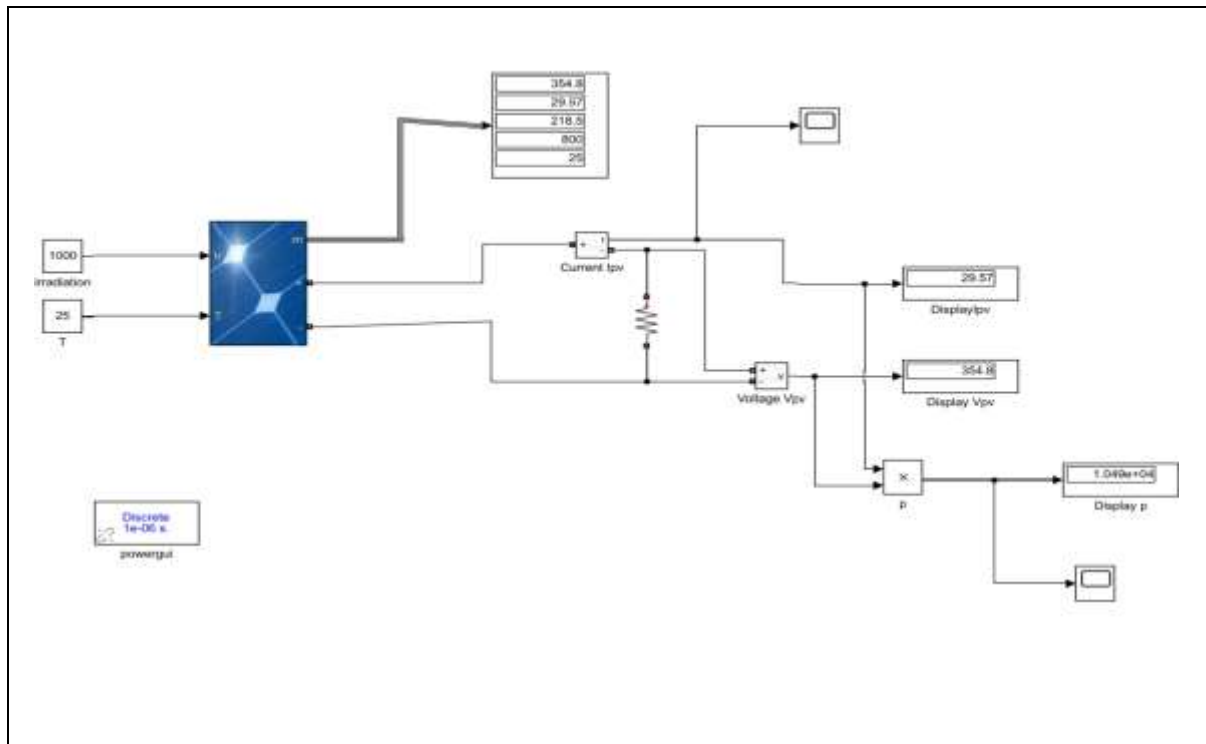 354.8
29.57
218.5
800
25
1000
irradiation
25
T
m
+
-
Current Ipv
29.57
DisplayIpv
+
-
v
Voltage Vpv
354.8
Display Vpv
×
p
1.049e+04
Display p
Discrete
1e-06 s.
powergui